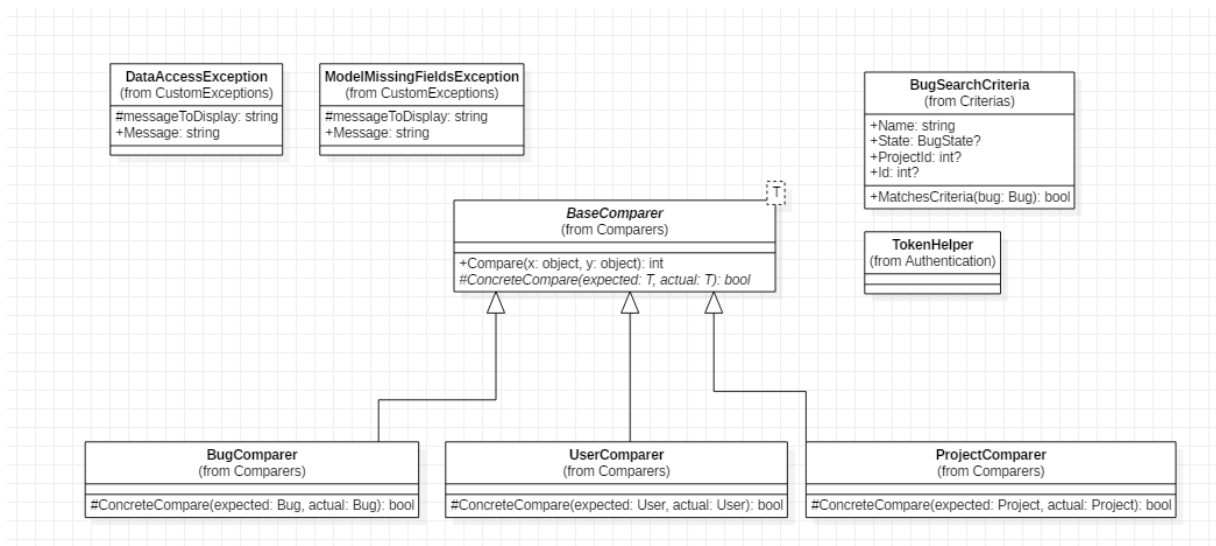 DataAccessException
(from CustomExceptions)
#messageToDisplay: string
+Message: string
ModelMissingFieldsException
(from CustomExceptions)
#messageToDisplay: string
+Message: string
BugSearchCriteria
(from Criterias)
+Name: string
+State: BugState?
+ProjectId: int?
+Id: int?
+MatchesCriteria(bug: Bug): bool
T
BaseComparer
(from Comparers)
+Compare(x: object, y: object): int
#ConcreteCompare(expected: T, actual: T): bool
TokenHelper
(from Authentication)
BugComparer
(from Comparers)
#ConcreteCompare(expected: Bug, actual: Bug): bool
UserComparer
(from Comparers)
#ConcreteCompare(expected: User, actual: User): bool
ProjectComparer
(from Comparers)
#ConcreteCompare(expected: Project, actual: Project): bool